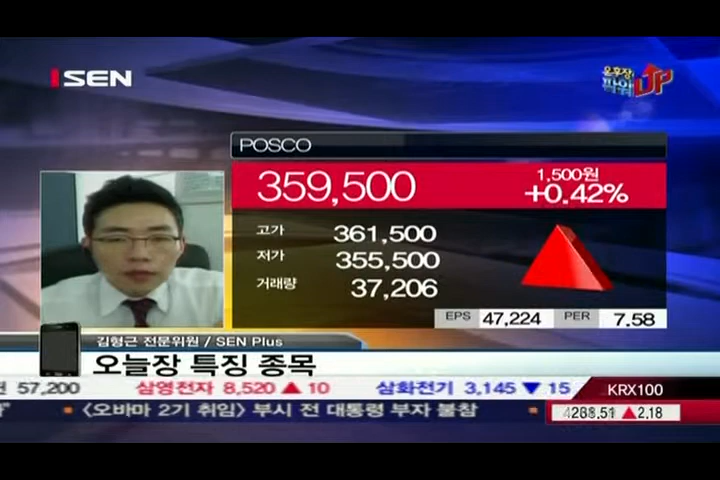 SEN
오후장
파워 UP
POSCO
359,500
1,500원
+0.42%
고가 361,500
저가 355,500
거래량 37,206
EPS 47,224 PER 7.58
김형근 전문위원 / SEN Plus
오늘장 특징 종목
57,200 삼영전자 8,520 ▲ 10 삼화전기 3,145 ▼ 15
KRX100
〈오바마 2기 취임〉 부시 전 대통령 부자 불참
4268.51 ▲2.18